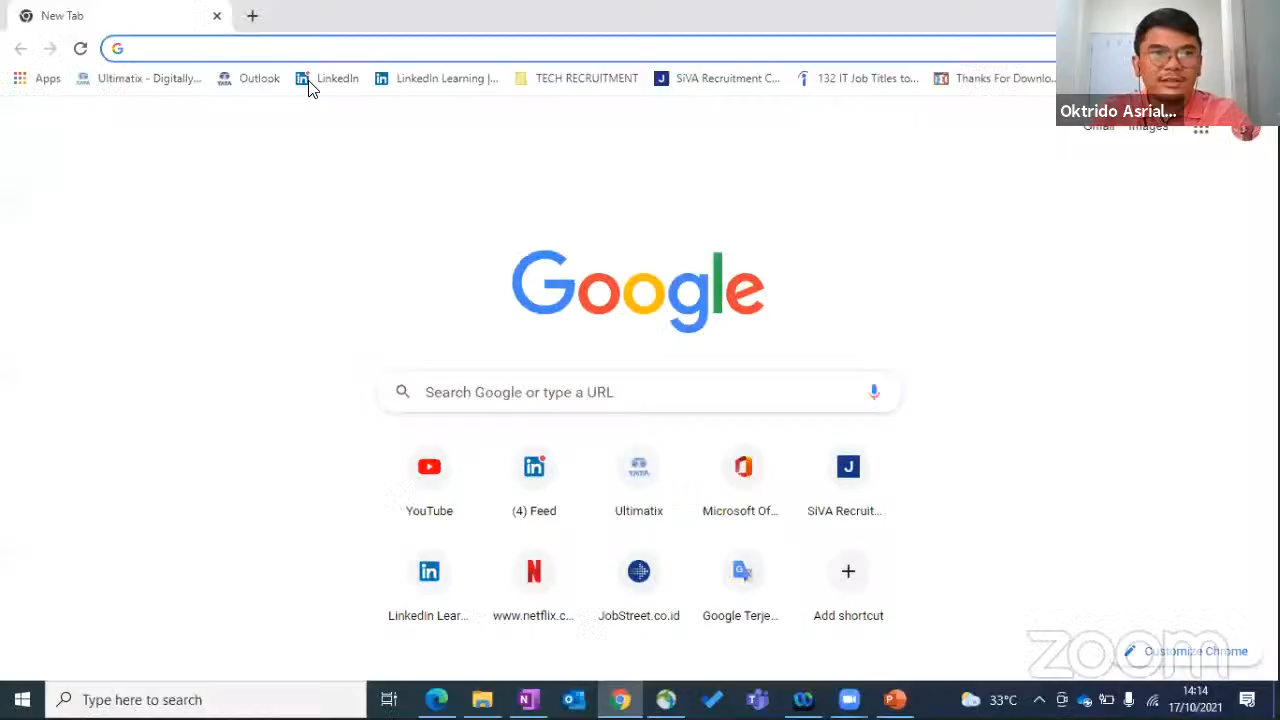 New Tab
Apps
Ultimatix - Digitally...
Outlook
LinkedIn
LinkedIn Learning |...
TECH RECRUITMENT
SiVA Recruitment C...
132 IT Job Titles to...
Thanks For Downlo...
Oktrido Asrial...
Gmail
Images
Google
Search Google or type a URL
YouTube
(4) Feed
TATA
Ultimatix
Microsoft Of...
J
SiVA Recruit...
LinkedIn Lear...
www.netflix.c...
JobStreet.co.id
Google Terje...
Add shortcut
zoom
Customize Chrome
Type here to search
33°C
14:14
17/10/2021